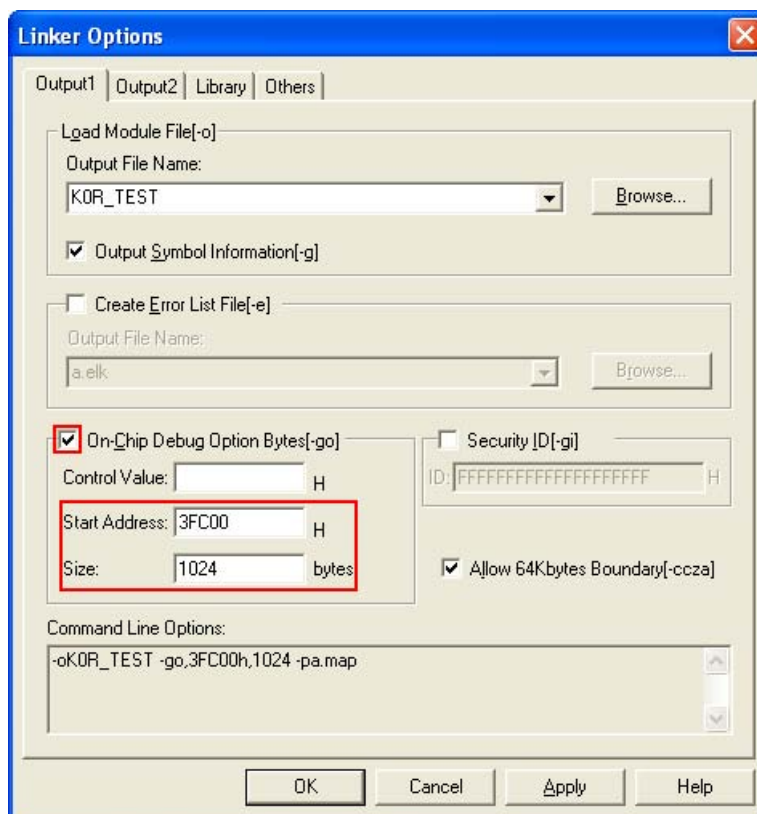 Linker Options
Output1 Output2 Library Others
Load Module File[-o]
Output File Name:
K0R_TEST
Browse...
Output Symbol Information[-g]
Create Error List File[-e]
Output File Name:
a.elk
Browse...
On-Chip Debug Option Bytes[-go]
Control Value: H
Start Address: 3FC00 H
Size: 1024 bytes
Security ID[-gi]
ID: FFFFFFFFFFFFFFFFFFFF H
Allow 64Kbytes Boundary[-ccza]
Command Line Options:
-oK0R_TEST -go,3FC00h,1024 -pa.map
OK Cancel Apply Help